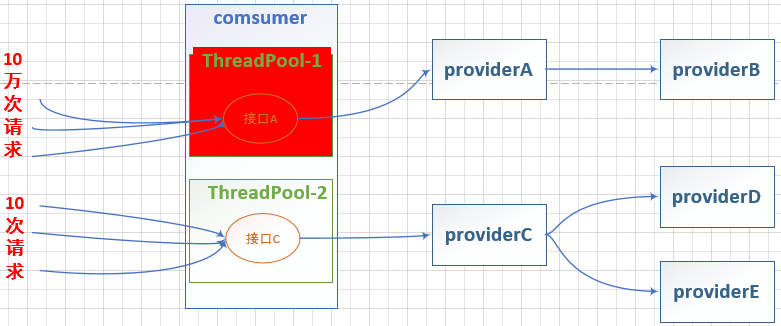 comsumer
10
万
次
请
求
ThreadPool-1
接口A
providerA
providerB
10
次
请
求
ThreadPool-2
接口C
providerC
providerD
providerE